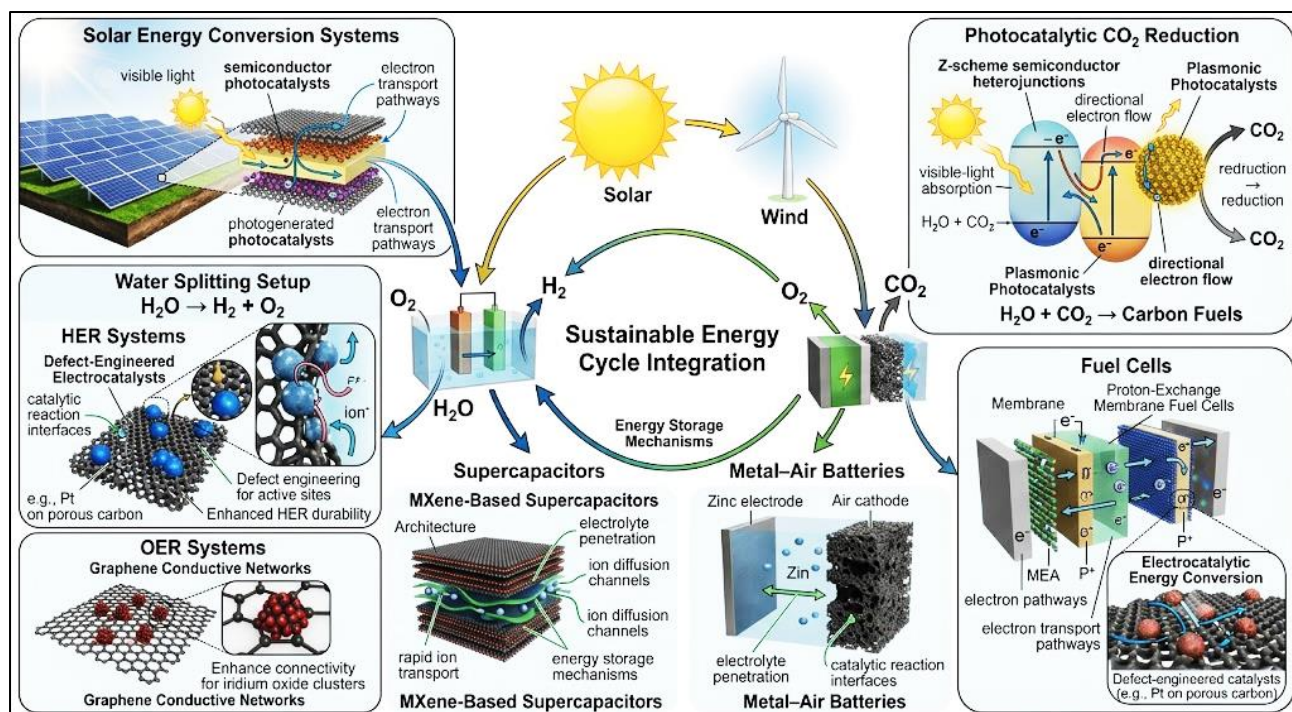 Solar Energy Conversion Systems
visible light
semiconductor
photocatalysts
electron
transport
pathways
photogenerated
photocatalysts
electron
transport
pathways
Solar
Wind
Photocatalytic CO₂ Reduction
Z-scheme semiconductor
heterojunctions
directional
electron flow
Plasmonic
Photocatalysts
CO₂
visible-light
absorption
H₂O + CO₂
– e⁻
e⁻
e⁻
e⁻
redruction
→
reduction
CO₂
Plasmonic
Photocatalysts
directional
electron flow
H₂O + CO₂ → Carbon Fuels
Water Splitting Setup
H₂O → H₂ + O₂
HER Systems
Defect-Engineered
Electrocatalysts
catalytic
reaction
interfaces
ion⁻
e.g., Pt
on porous carbon
Defect engineering
for active sites
Enhanced HER durability
O₂
H₂
H₂O
Sustainable Energy
Cycle Integration
O₂
CO₂
Energy Storage
Mechanisms
OER Systems
Graphene Conductive Networks
Enhance connectivity
for iridium oxide clusters
Graphene Conductive Networks
Supercapacitors
MXene-Based Supercapacitors
Architecture
electrolyte
penetration
ion diffusion
channels
ion diffusion
channels
rapid ion
transport
energy storage
mechanisms
MXene-Based Supercapacitors
Metal–Air Batteries
Zinc electrode
Air cathode
Zin
electrolyte
penetration
catalytic reaction
interfaces
Metal–Air Batteries
Fuel Cells
Proton-Exchange
Membrane Fuel Cells
Membrane
e⁻
e⁻
e⁻
e⁻
e⁻
e⁻
e⁻
MEA
P⁺
P⁺
electron pathways
electron transport
pathways
Electrocatalytic
Energy Conversion
Defect-engineered catalysts
(e.g., Pt on porous carbon)